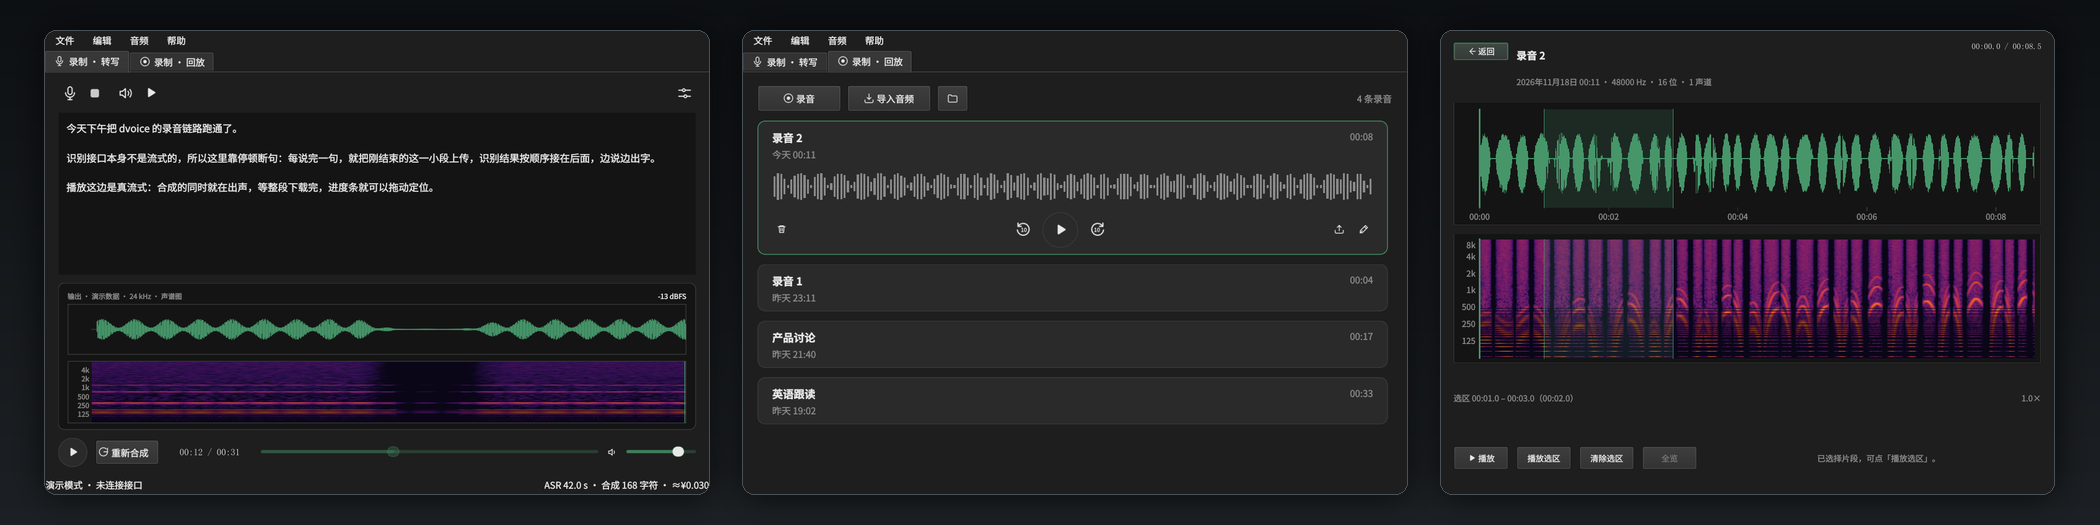 文件 编辑 音频 帮助
录制 · 转写 录制 · 回放
今天下午把 dvoice 的录音链路跑通了。
识别接口本身不是流式的，所以这里靠停顿断句：每说完一句，就把刚结束的这一小段上传，识别结果按顺序接在后面，边说边出字。
播放这边是真流式：合成的同时就在出声，等整段下载完，进度条就可以拖动定位。
输出 · 演示数据 · 24 kHz · 声谱图 -13 dBFS
4k
2k
1k
500
250
125
重新合成 00:12 / 00:31
演示模式 · 未连接接口 ASR 42.0 s · 合成 168 字符 · ≈¥0.030
文件 编辑 音频 帮助
录制 · 转写 录制 · 回放
录音 导入音频 4 条录音
录音 2 00:08
今天 00:11
10 10
录音 1 00:04
昨天 23:11
产品讨论 00:17
昨天 21:40
英语跟读 00:33
昨天 19:02
返回 录音 2 00:00.0 / 00:08.5
2026年11月18日 00:11 · 48000 Hz · 16 位 · 1 声道
00:00 00:02 00:04 00:06 00:08
8k
4k
2k
1k
500
250
125
选区 00:01.0 – 00:03.0（00:02.0） 1.0×
播放 播放选区 清除选区 全览 已选择片段，可点「播放选区」。